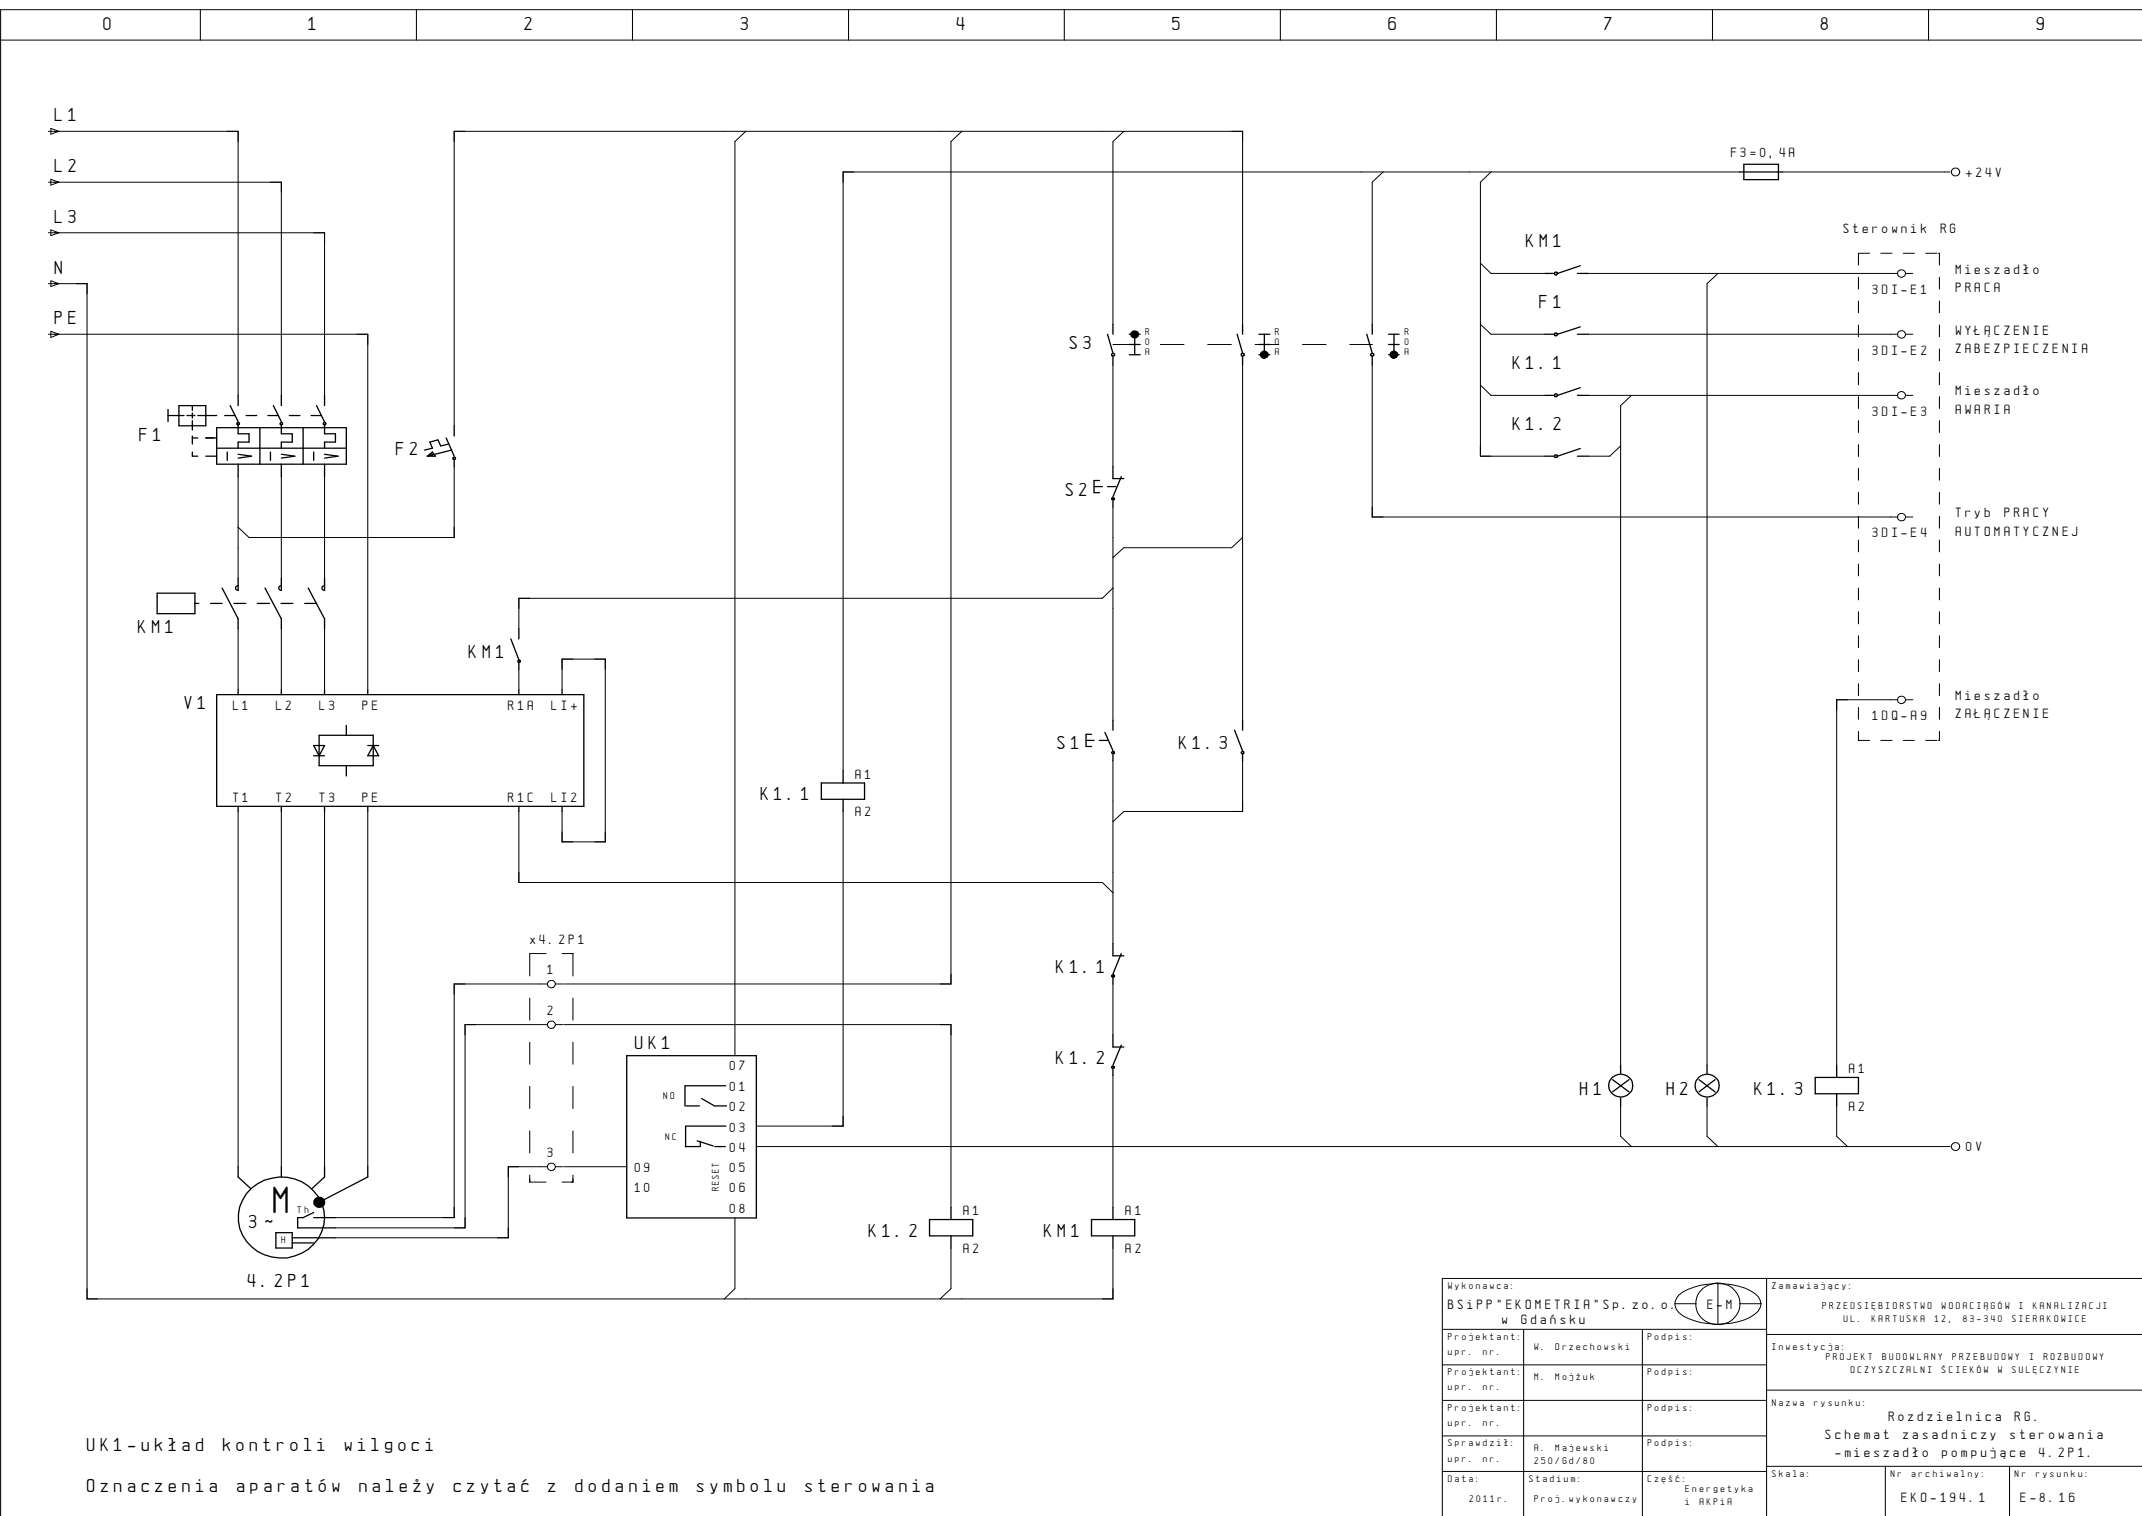 0 1 2 3 4 5 6 7 8 9
L1
L2
L3
N
PE
F1
F2
KM1
KM1
V1
L1 L2 L3 PE R1A LI+
T1 T2 T3 PE R1C LI2
x4.2P1
1
2
3
UK1
07
NO 01
02
NC 03
04
09 05
10 06
RESET
08
M
3~
Th
H
4.2P1
K1.1
A1
A2
K1.2
A1
A2
S3
R
0
A
R
0
A
R
0
A
S2
S1
K1.3
K1.1
K1.2
KM1
A1
A2
F3=0,4A
+24V
Sterownik RG
KM1
F1
K1.1
K1.2
3DI-E1
Mieszadło
PRACA
3DI-E2
WYŁĄCZENIE
ZABEZPIECZENIA
3DI-E3
Mieszadło
AWARIA
3DI-E4
Tryb PRACY
AUTOMATYCZNEJ
1DQ-A9
Mieszadło
ZAŁĄCZENIE
H1
H2
K1.3
A1
A2
0V
UK1-układ kontroli wilgoci
Oznaczenia aparatów należy czytać z dodaniem symbolu sterowania
Wykonawca:
BSiPP"EKOMETRIA"Sp.zo.o.
w Gdańsku
E-M
Projektant:
upr. nr.
W. Orzechowski
Podpis:
Projektant:
upr. nr.
M. Mojżuk
Podpis:
Projektant:
upr. nr.
Podpis:
Sprawdził:
upr. nr.
A. Majewski
250/Gd/80
Podpis:
Data:
2011r.
Stadium:
Proj.wykonawczy
Część:
Energetyka
i AKPiA
Zamawiający:
PRZEDSIĘBIORSTWO WODACIĄGÓW I KANALIZACJI
UL. KARTUSKA 12, 83-340 SIERAKOWICE
Inwestycja:
PROJEKT BUDOWLANY PRZEBUDOWY I ROZBUDOWY
OCZYSZCZALNI ŚCIEKÓW W SULĘCZYNIE
Nazwa rysunku:
Rozdzielnica RG.
Schemat zasadniczy sterowania
-mieszadło pompujące 4.2P1.
Skala:
Nr archiwalny:
EKO-194.1
Nr rysunku:
E-8.16